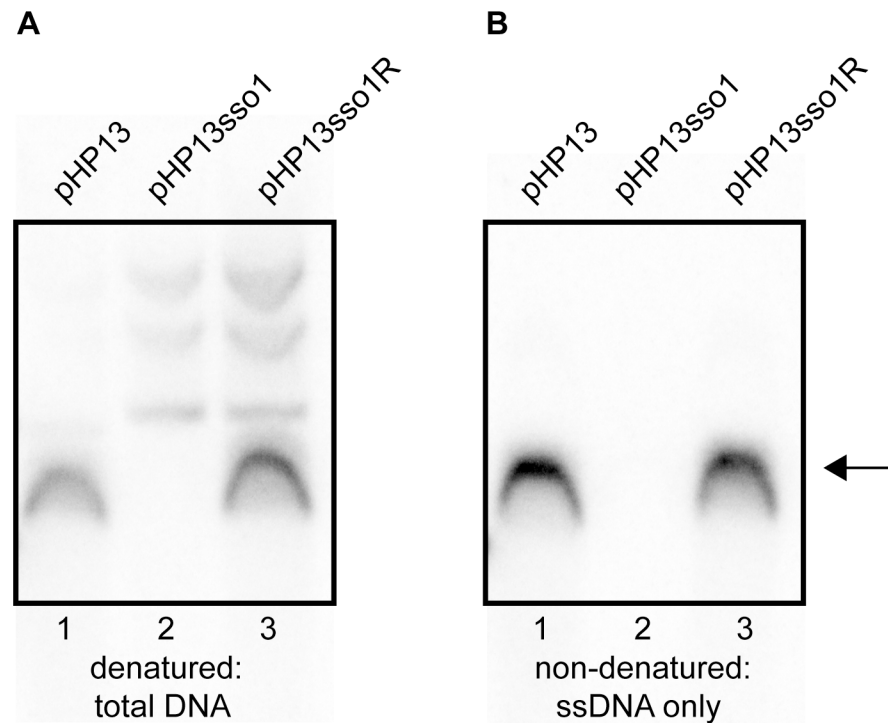 A
pHP13
pHP13sso1
pHP13sso1R
1 2 3
denatured:
total DNA
B
pHP13
pHP13sso1
pHP13sso1R
1 2 3
non-denatured:
ssDNA only